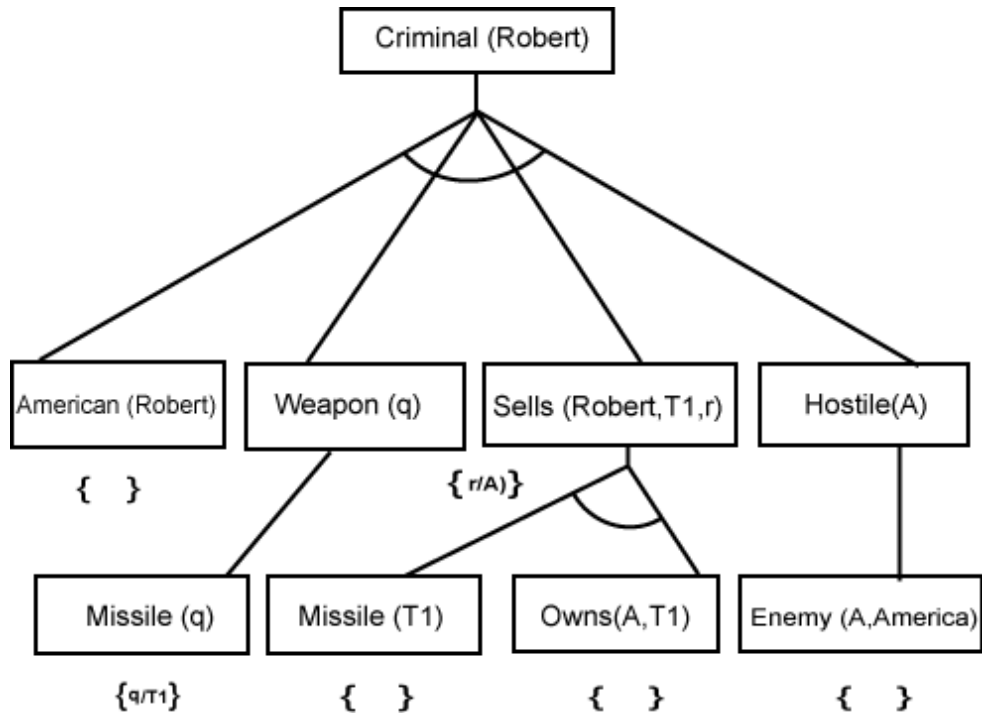 Criminal (Robert)
American (Robert)
Weapon (q)
Sells (Robert,T1,r)
Hostile(A)
{ }
{ r/A)}
Missile (q)
Missile (T1)
Owns(A,T1)
Enemy (A,America)
{q/T1}
{ }
{ }
{ }